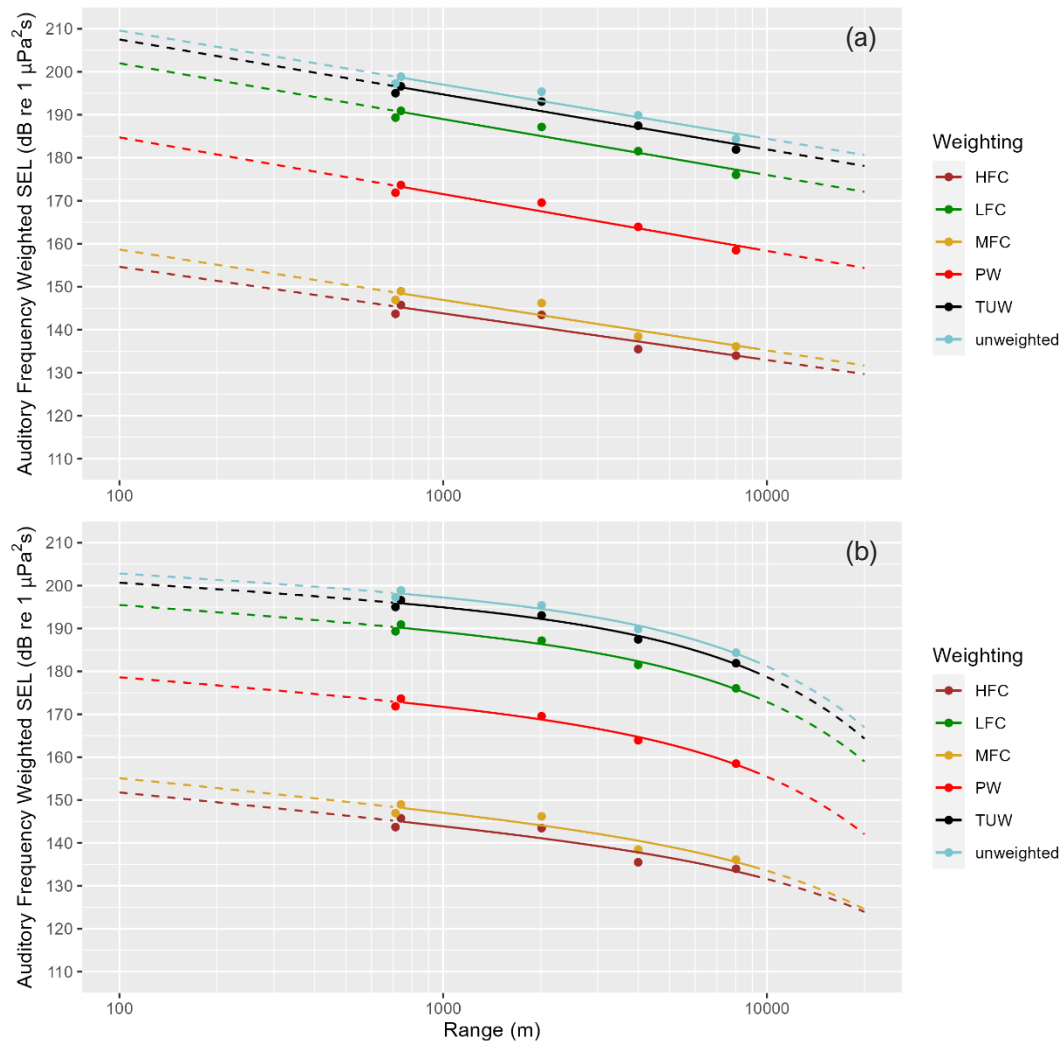 Auditory Frequency Weighted SEL (dB re 1 µPa²s)
210
200
190
180
170
160
150
140
130
120
110
(a)
100
1000
10000
Weighting
HFC
LFC
MFC
PW
TUW
unweighted
Auditory Frequency Weighted SEL (dB re 1 µPa²s)
210
200
190
180
170
160
150
140
130
120
110
(b)
100
1000
10000
Range (m)
Weighting
HFC
LFC
MFC
PW
TUW
unweighted